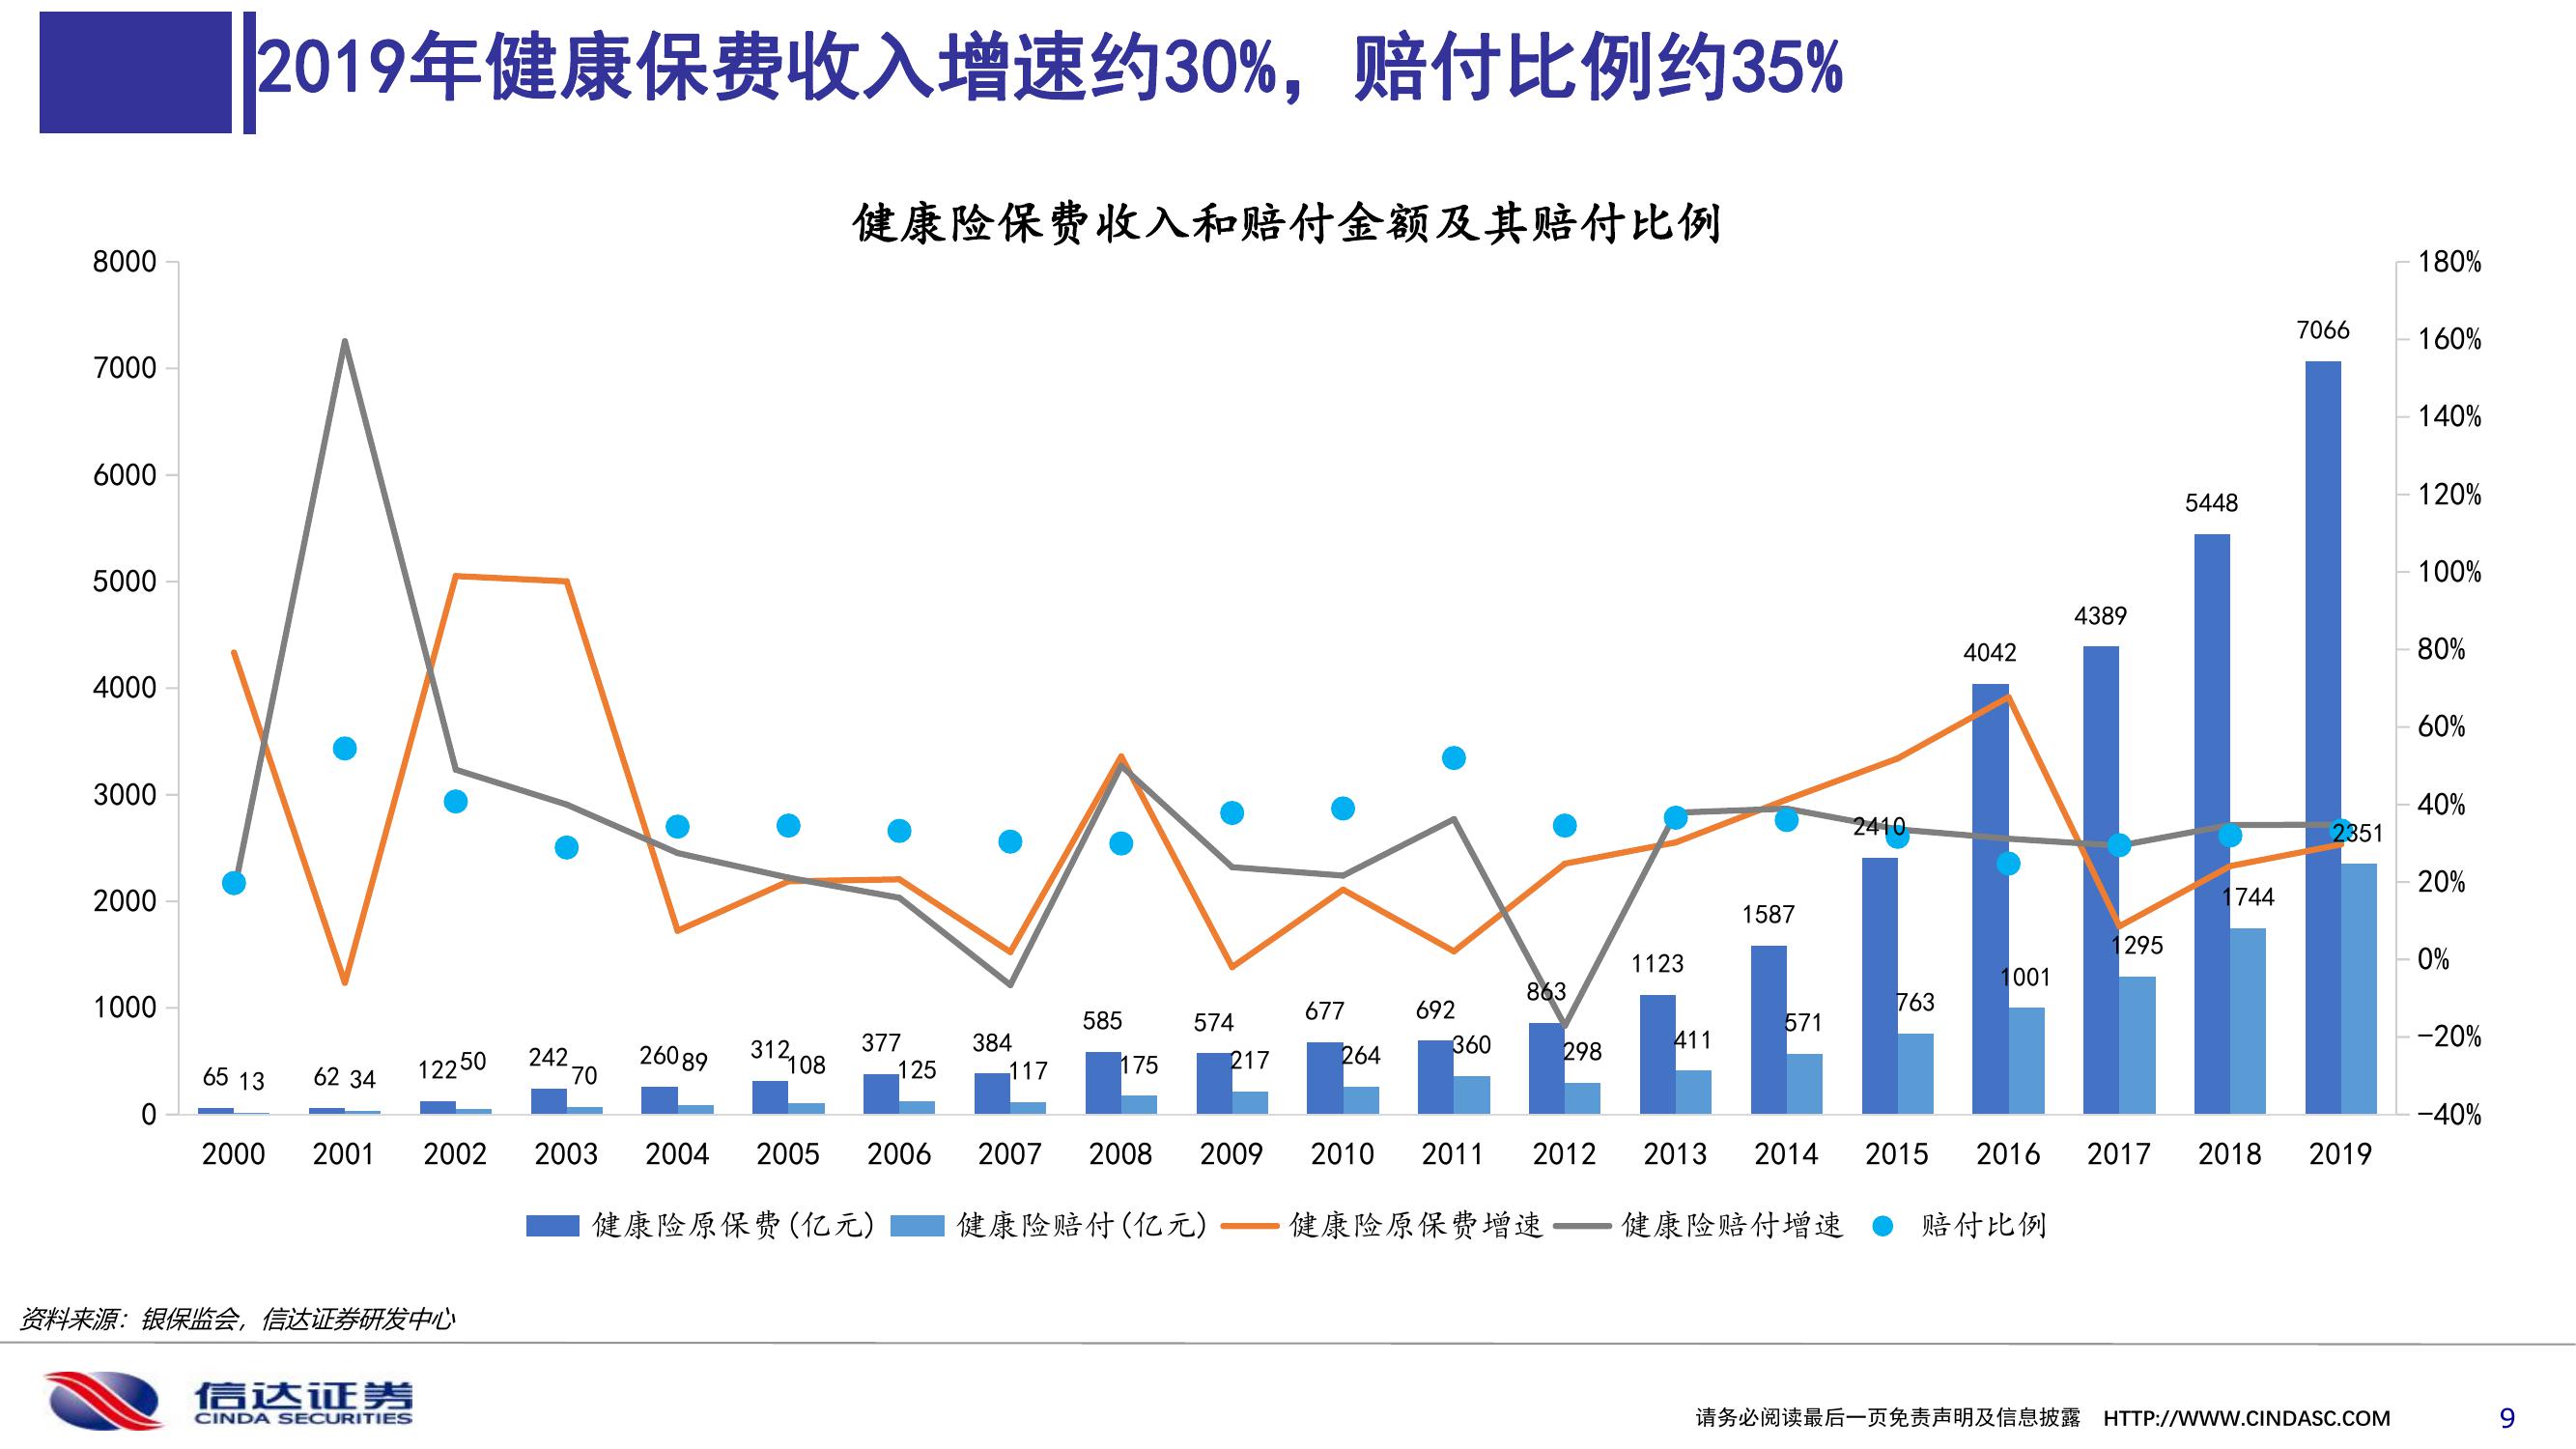 2019年健康保费收入增速约30%，赔付比例约35%
健康险保费收入和赔付金额及其赔付比例
8000
7000
6000
5000
4000
3000
2000
1000
0
180%
160%
140%
120%
100%
80%
60%
40%
20%
0%
-20%
-40%
65 13 62 34 122 50 242 70 260 89 312 108 377 125 384 117 585 175 574 217 677 264 692 360 863 298 1123 411 1587 571 2410 763 4042 1001 4389 1295 5448 1744 7066 2351
2000 2001 2002 2003 2004 2005 2006 2007 2008 2009 2010 2011 2012 2013 2014 2015 2016 2017 2018 2019
健康险原保费(亿元) 健康险赔付(亿元) 健康险原保费增速 健康险赔付增速 赔付比例
资料来源：银保监会，信达证券研发中心
信达证券
CINDA SECURITIES
请务必阅读最后一页免责声明及信息披露 HTTP://WWW.CINDASC.COM 9